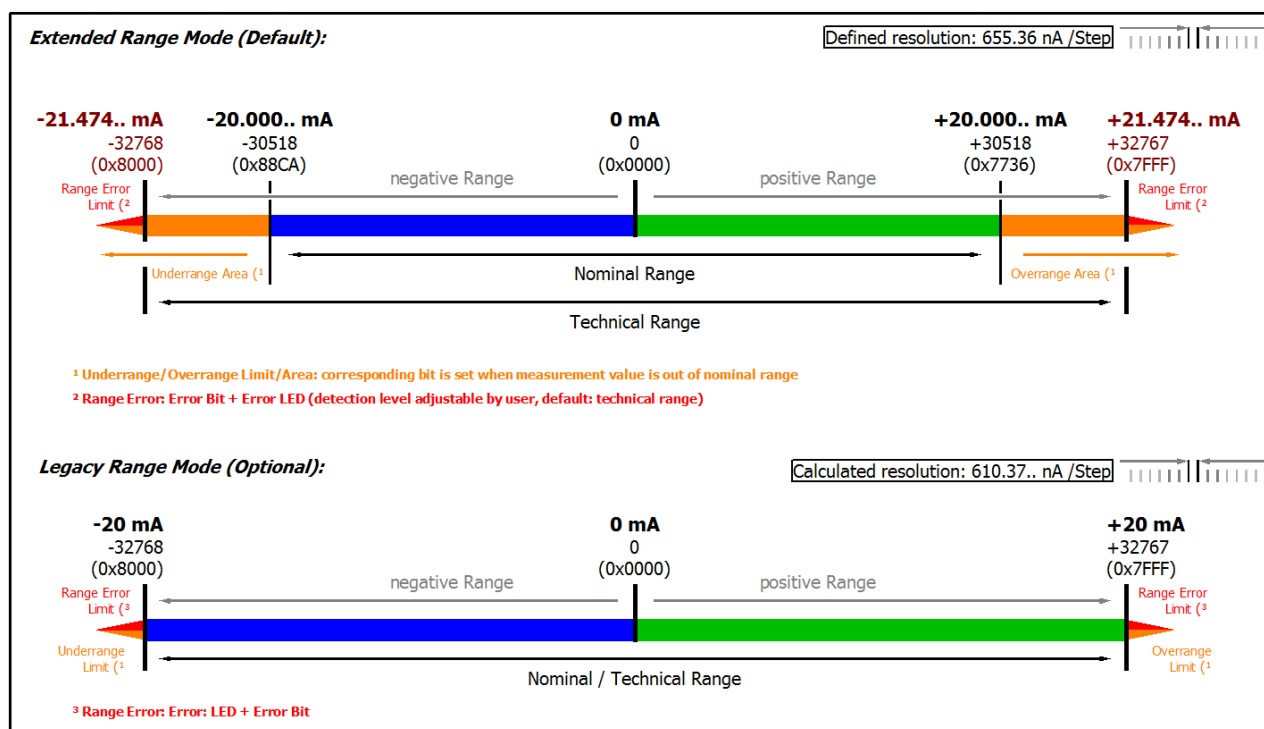 Extended Range Mode (Default):
Defined resolution: 655.36 nA /Step
-21.474.. mA
-20.000.. mA
0 mA
+20.000.. mA
+21.474.. mA
-32768
-30518
0
+30518
+32767
(0x8000)
(0x88CA)
(0x0000)
(0x7736)
(0x7FFF)
Range Error
Limit (²
negative Range
positive Range
Range Error
Limit (²
Underrange Area (¹
Nominal Range
Overrange Area (¹
Technical Range
¹ Underrange/Overrange Limit/Area: corresponding bit is set when measurement value is out of nominal range
² Range Error: Error Bit + Error LED (detection level adjustable by user, default: technical range)
Legacy Range Mode (Optional):
Calculated resolution: 610.37.. nA /Step
-20 mA
0 mA
+20 mA
-32768
0
+32767
(0x8000)
(0x0000)
(0x7FFF)
Range Error
Limit (³
negative Range
positive Range
Range Error
Limit (³
Underrange
Limit (¹
Overrange
Limit (¹
Nominal / Technical Range
³ Range Error: Error: LED + Error Bit